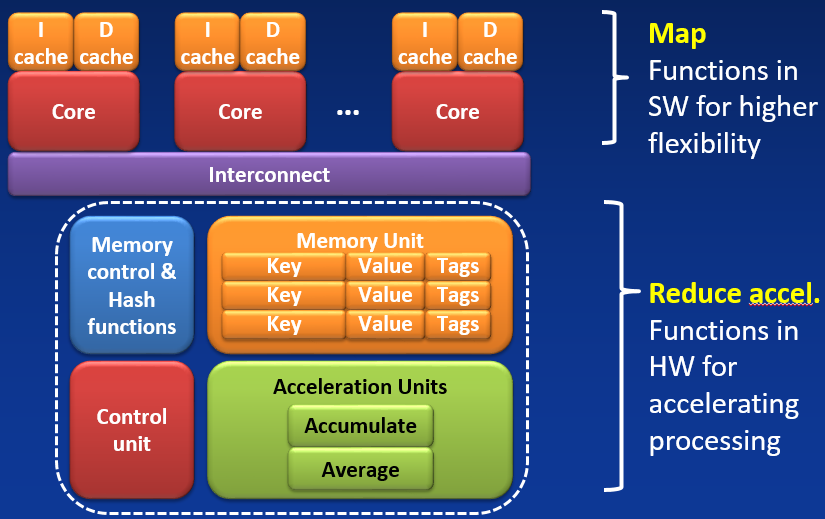 I cache
D cache
I cache
D cache
I cache
D cache
Core
Core
...
Core
Interconnect
Map
Functions in
SW for higher
flexibility
Memory
control &
Hash
functions
Memory Unit
Key Value Tags
Key Value Tags
Key Value Tags
Control
unit
Acceleration Units
Accumulate
Average
Reduce accel.
Functions in
HW for
accelerating
processing